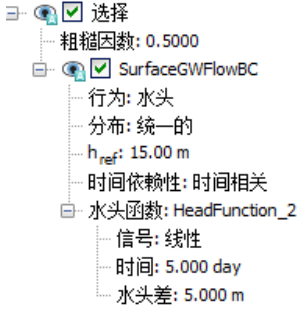 选择
粗糙因数: 0.5000
SurfaceGWFlowBC
行为: 水头
分布: 统一的
href: 15.00 m
时间依赖性: 时间相关
水头函数: HeadFunction_2
信号: 线性
时间: 5.000 day
水头差: 5.000 m